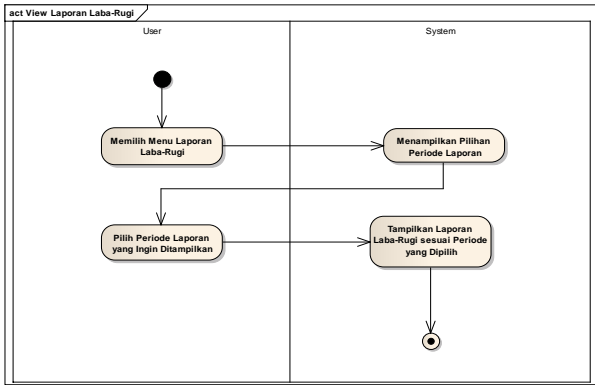 act View Laporan Laba-Rugi
User
System
Memilih Menu Laporan
Laba-Rugi
Menampilkan Pilihan
Periode Laporan
Pilih Periode Laporan
yang Ingin Ditampilkan
Tampilkan Laporan
Laba-Rugi sesuai Periode
yang Dipilih